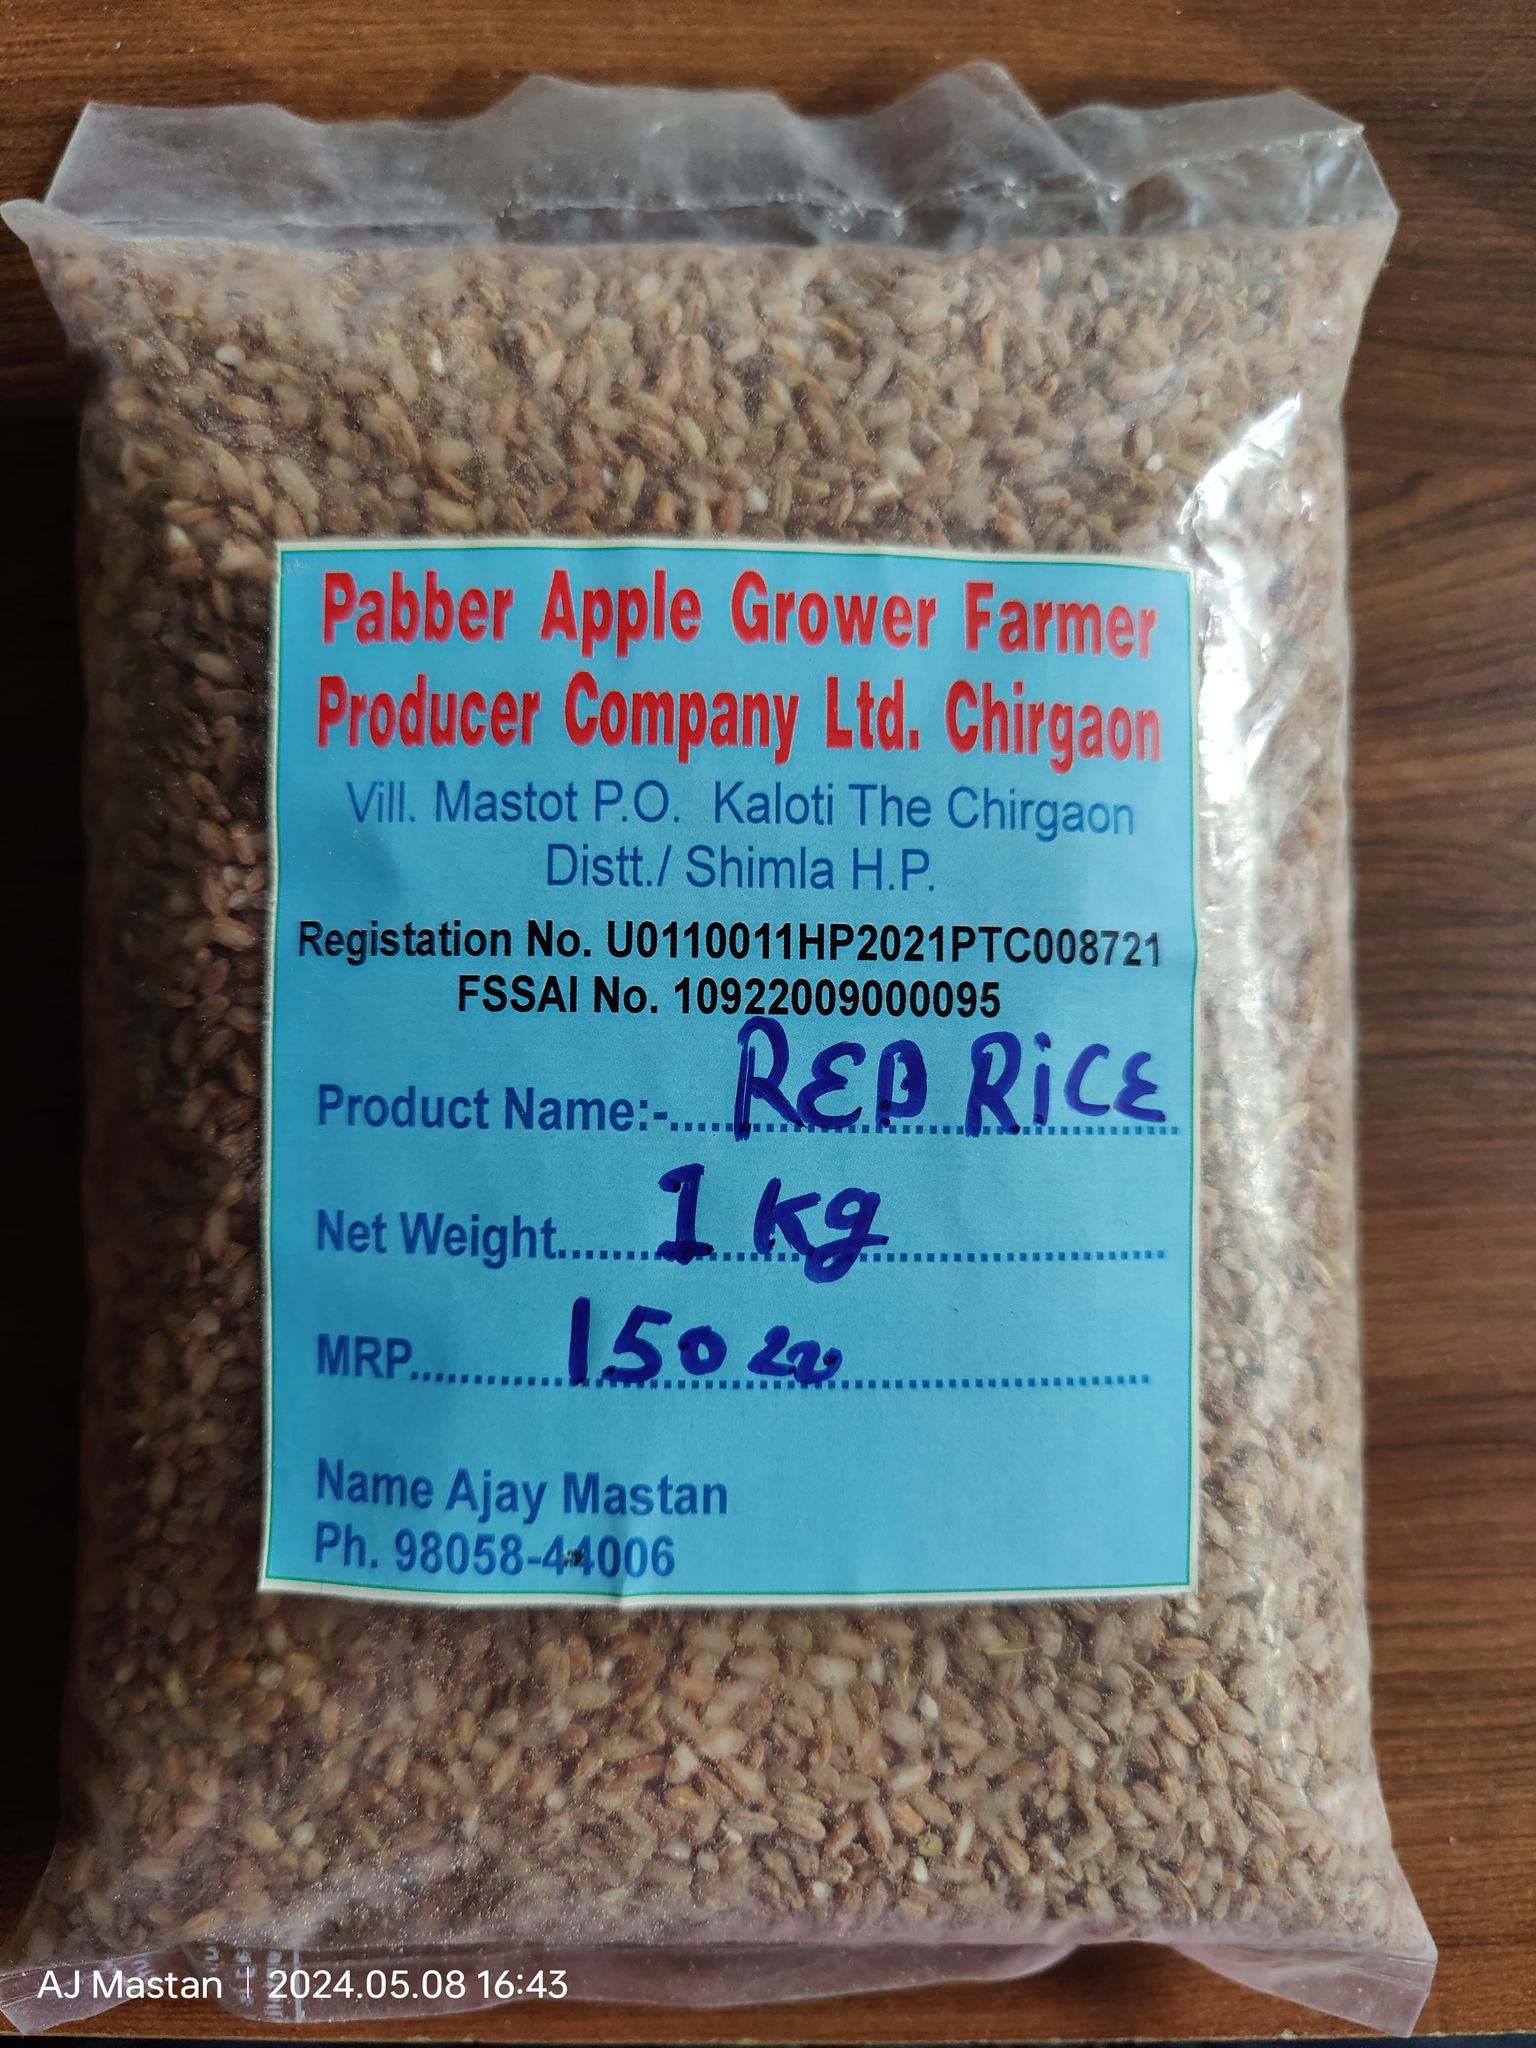 Pabber Apple Grower Farmer
Producer Company Ltd. Chirgaon
Vill. Mastot P.O. Kaloti The Chirgaon
Distt./ Shimla H.P.
Registation No. U0110011HP2021PTC008721
FSSAI No. 10922009000095
Product Name:-....RED RiCE
Net Weight......1 kg
MRP..........150
Name Ajay Mastan
Ph. 98058-44006
AJ Mastan | 2024.05.08 16:43